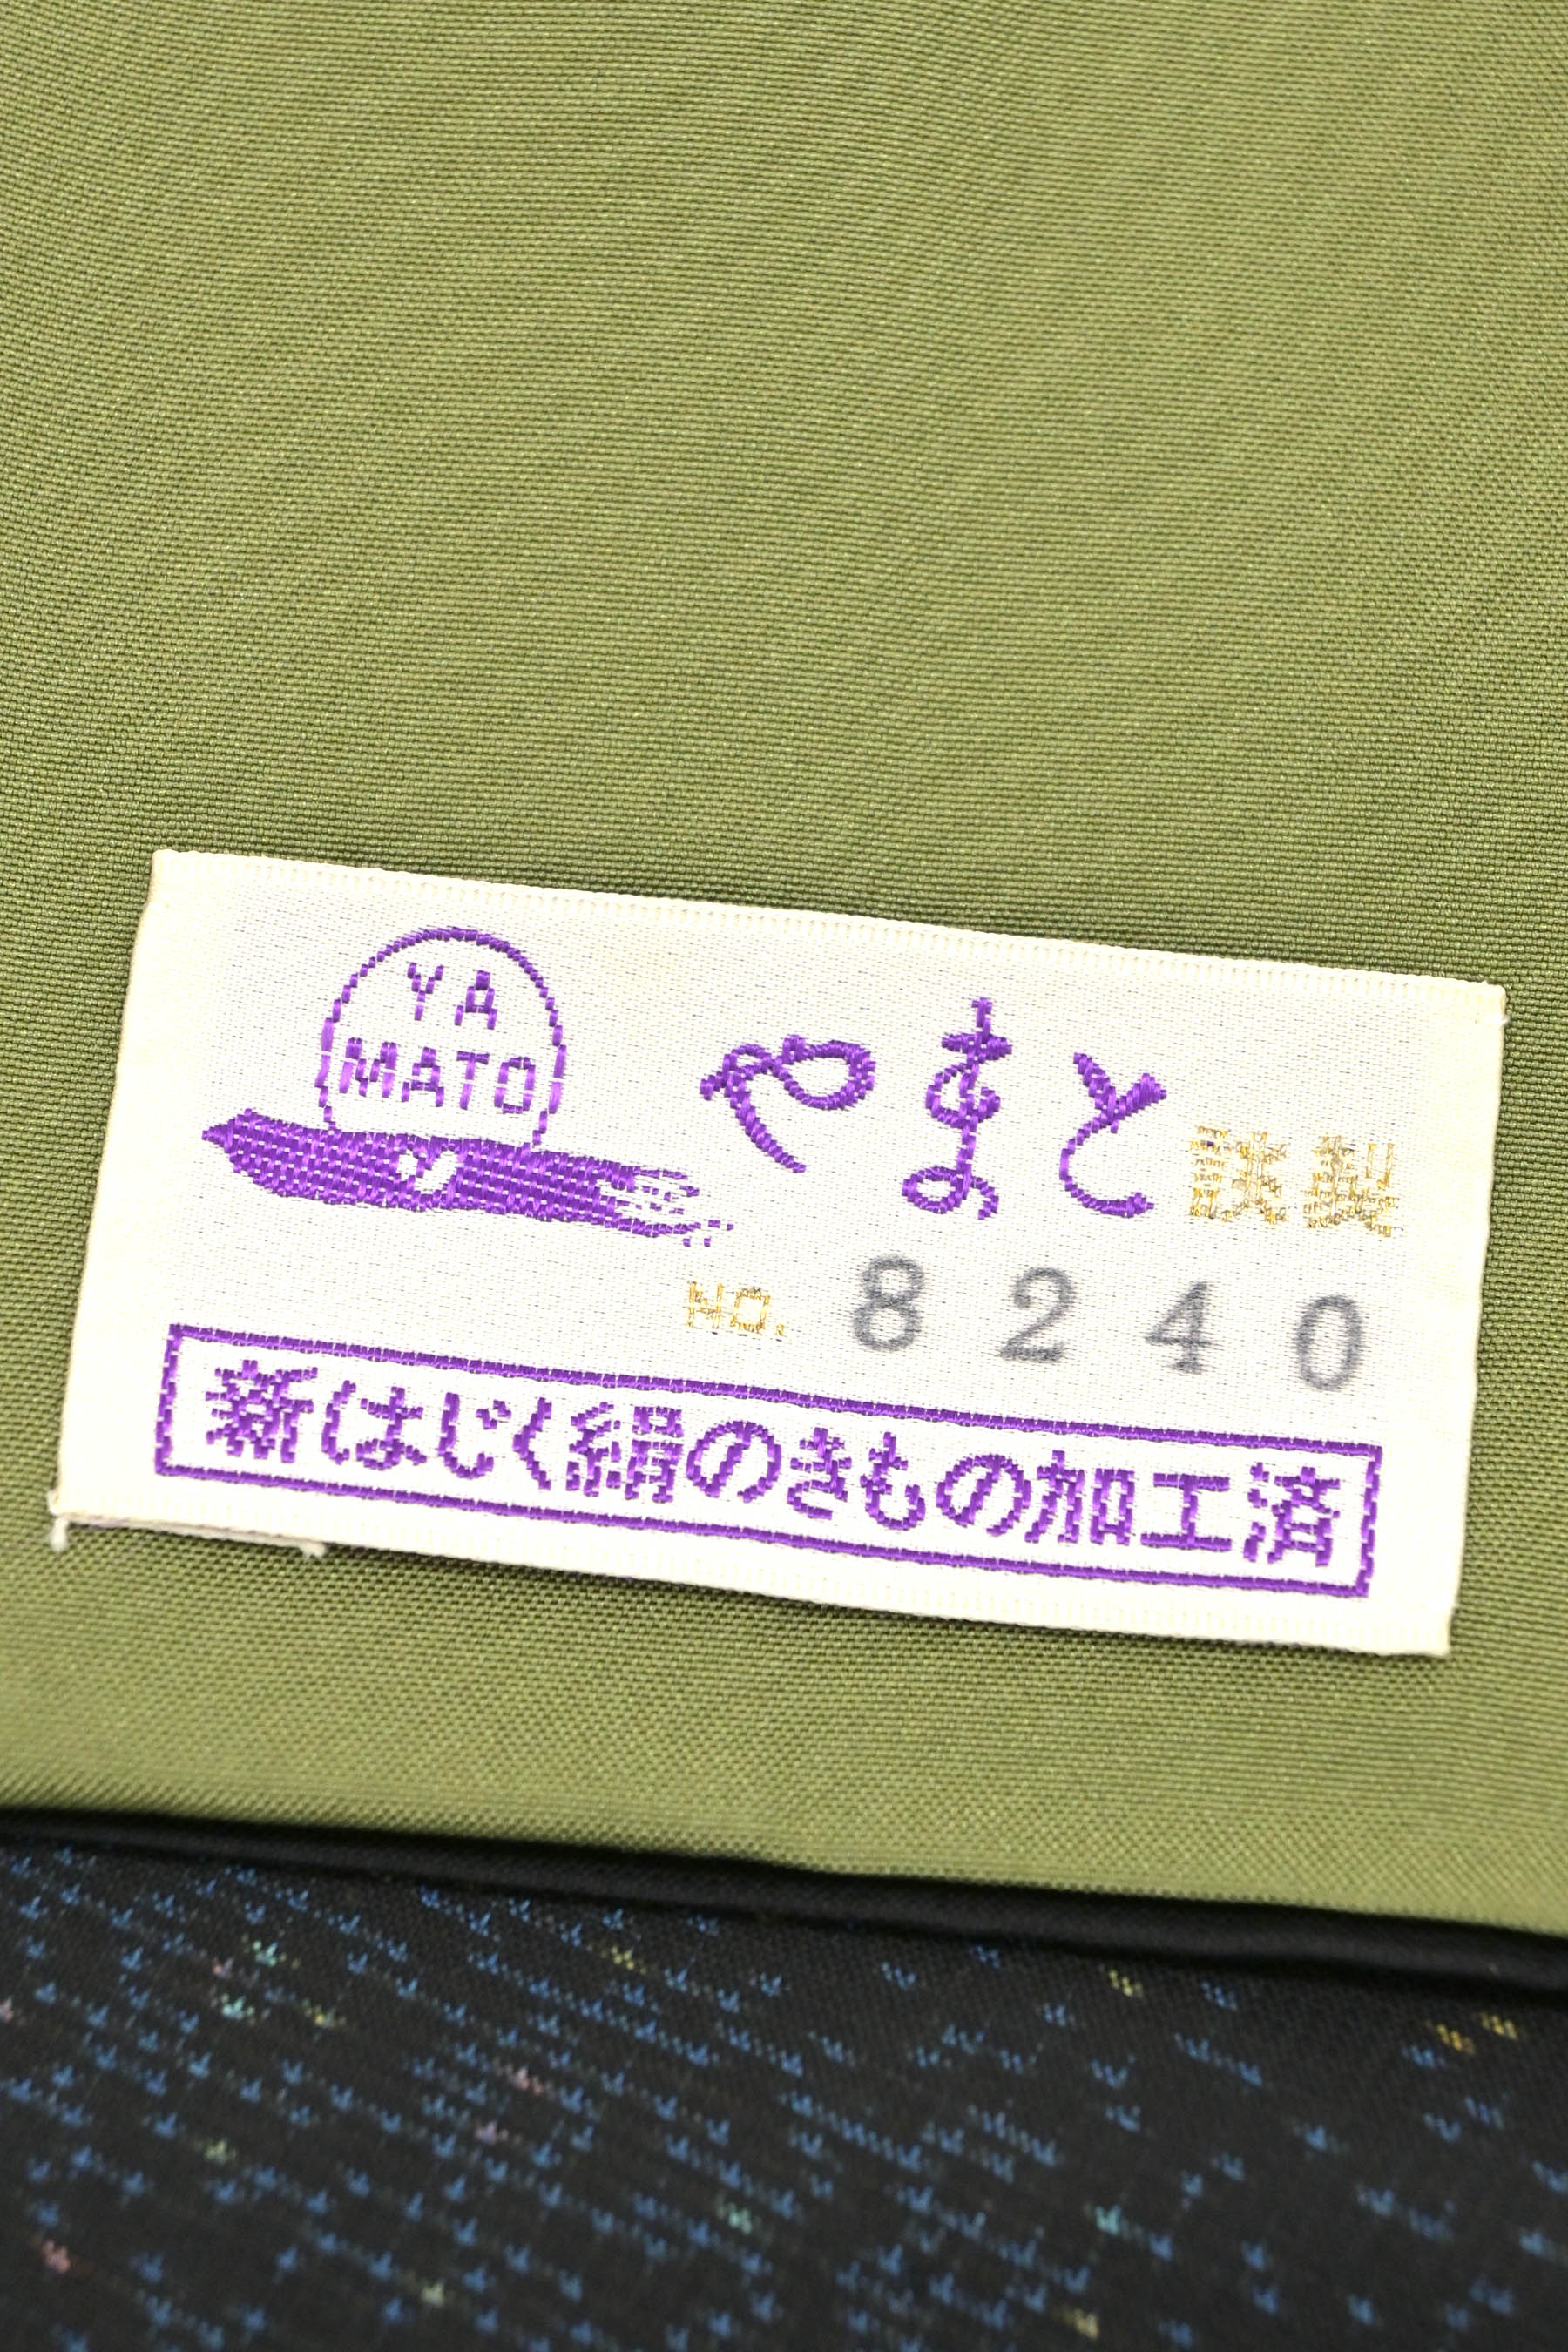 YA
MATO
やまと 謹製
NO. 8240
新はじく絹のきもの加工済